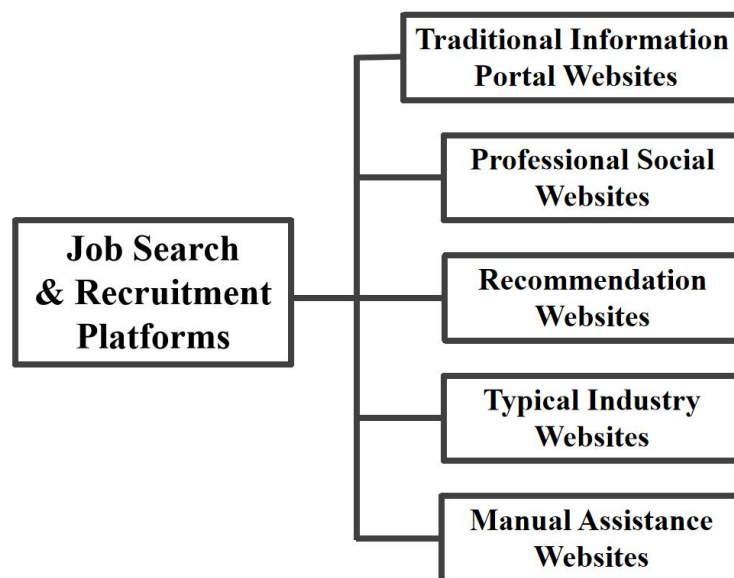 Traditional Information
Portal Websites
Professional Social
Websites
Job Search
& Recruitment
Platforms
Recommendation
Websites
Typical Industry
Websites
Manual Assistance
Websites